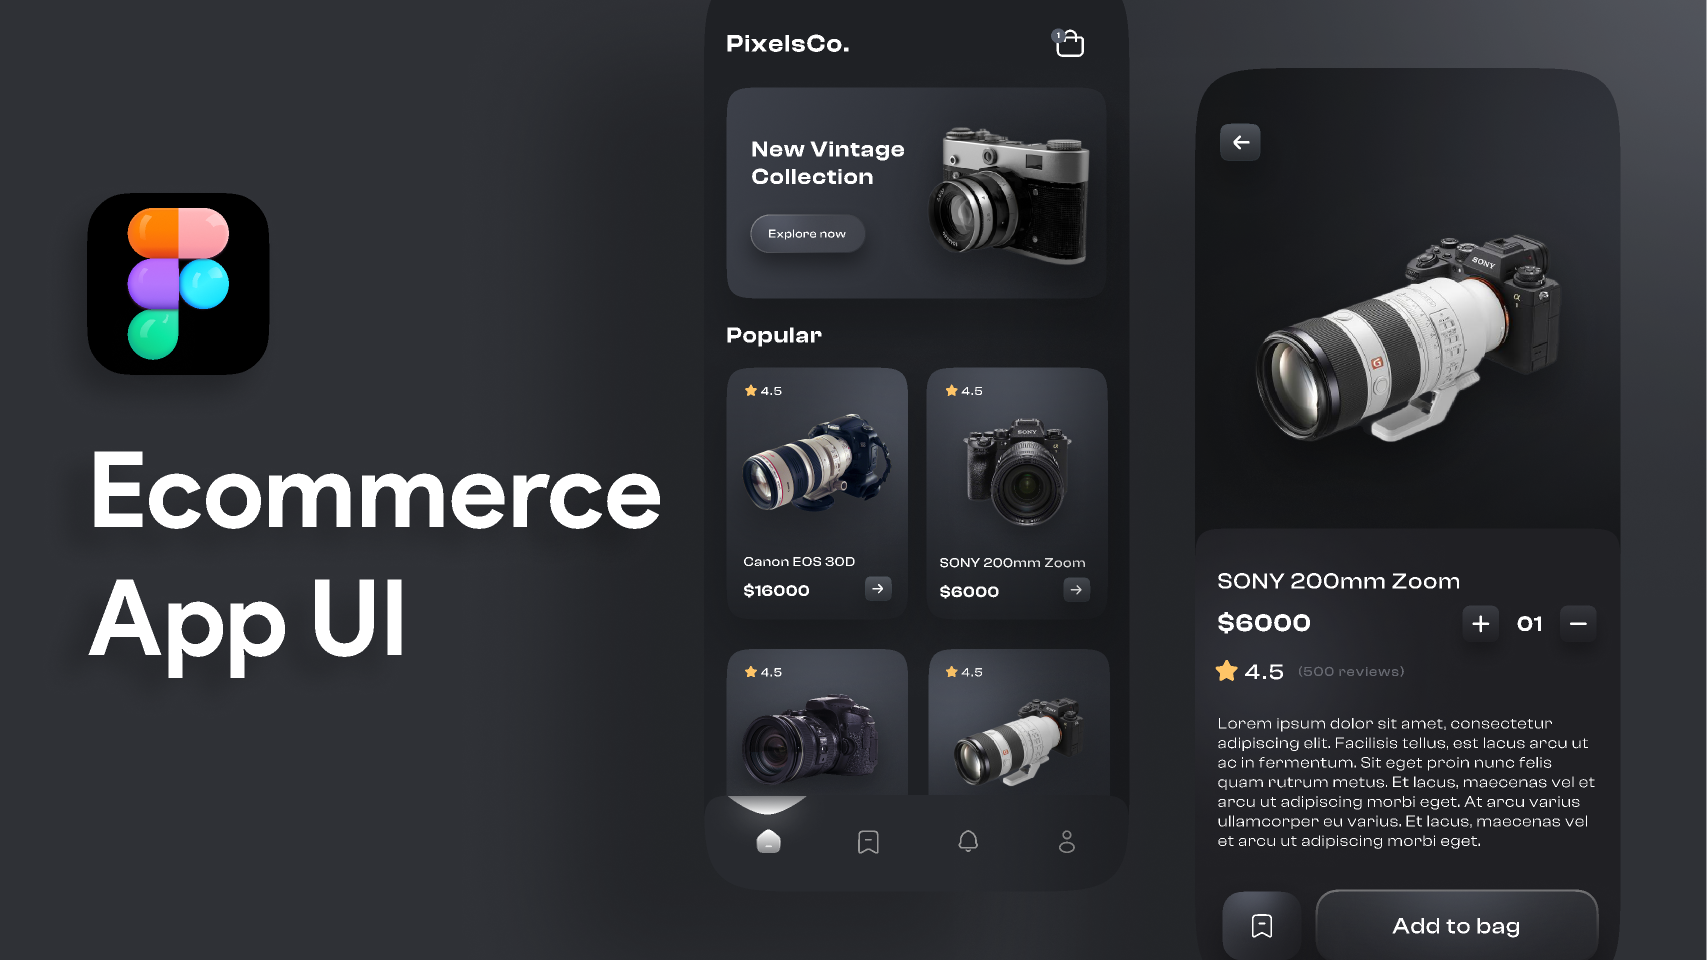 Ecommerce
App UI
PixelsCo.
1
New Vintage
Collection
Explore now
Popular
4.5
4.5
SONY
Canon EOS 30D
SONY 200mm Zoom
$16000
$6000
4.5
4.5
SONY
G
SONY 200mm Zoom
$6000
01
4.5 (500 reviews)
Lorem ipsum dolor sit amet, consectetur
adipiscing elit. Facilisis tellus, est lacus arcu ut
ac in fermentum. Sit eget proin nunc felis
quam rutrum metus. Et lacus, maecenas vel et
arcu ut adipiscing morbi eget. At arcu varius
ullamcorper eu varius. Et lacus, maecenas vel
et arcu ut adipiscing morbi eget.
Add to bag